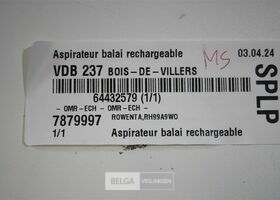 Aspirateur balai rechargeable
MS
03.04.24
VDB 237 BOIS-DE-VILLERS
64432579 (1/1)
- OMR-ECH - OMR-ECH -
7879997 ROWENTA,RH99A9WO
1/1 Aspirateur balai rechargeable
SPLP
BELGA VEILINGEN